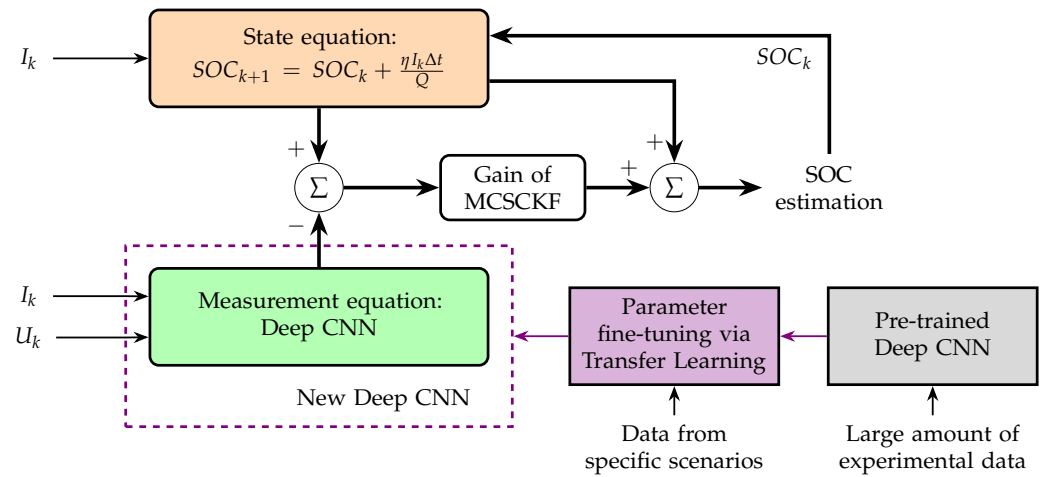 State equation:
I_k
SOC_{k+1} = SOC_k + \frac{ηI_kΔt}{Q}
SOC_k
+
+
+
Σ
Gain of
MCSCKF
Σ
SOC
estimation
−
I_k
U_k
Measurement equation:
Deep CNN
New Deep CNN
Parameter
fine-tuning via
Transfer Learning
Pre-trained
Deep CNN
Data from
specific scenarios
Large amount of
experimental data